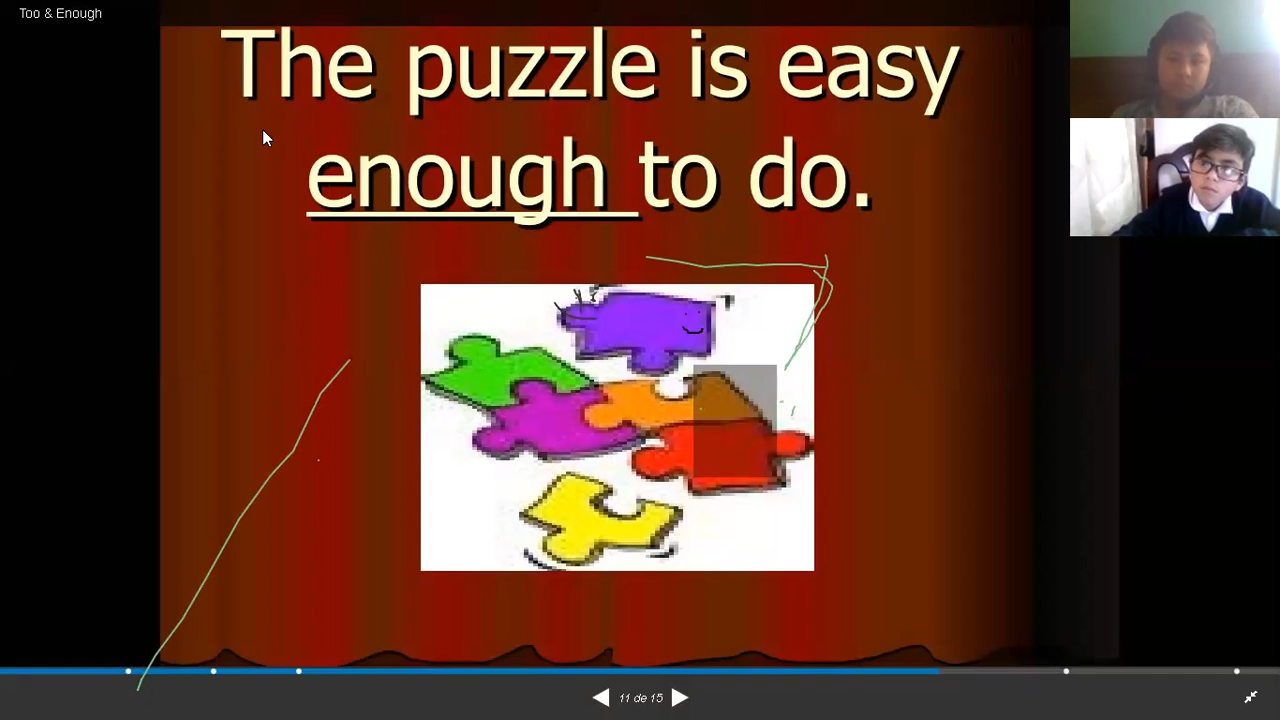 Too & Enough
The puzzle is easy
enough to do.
11 de 15